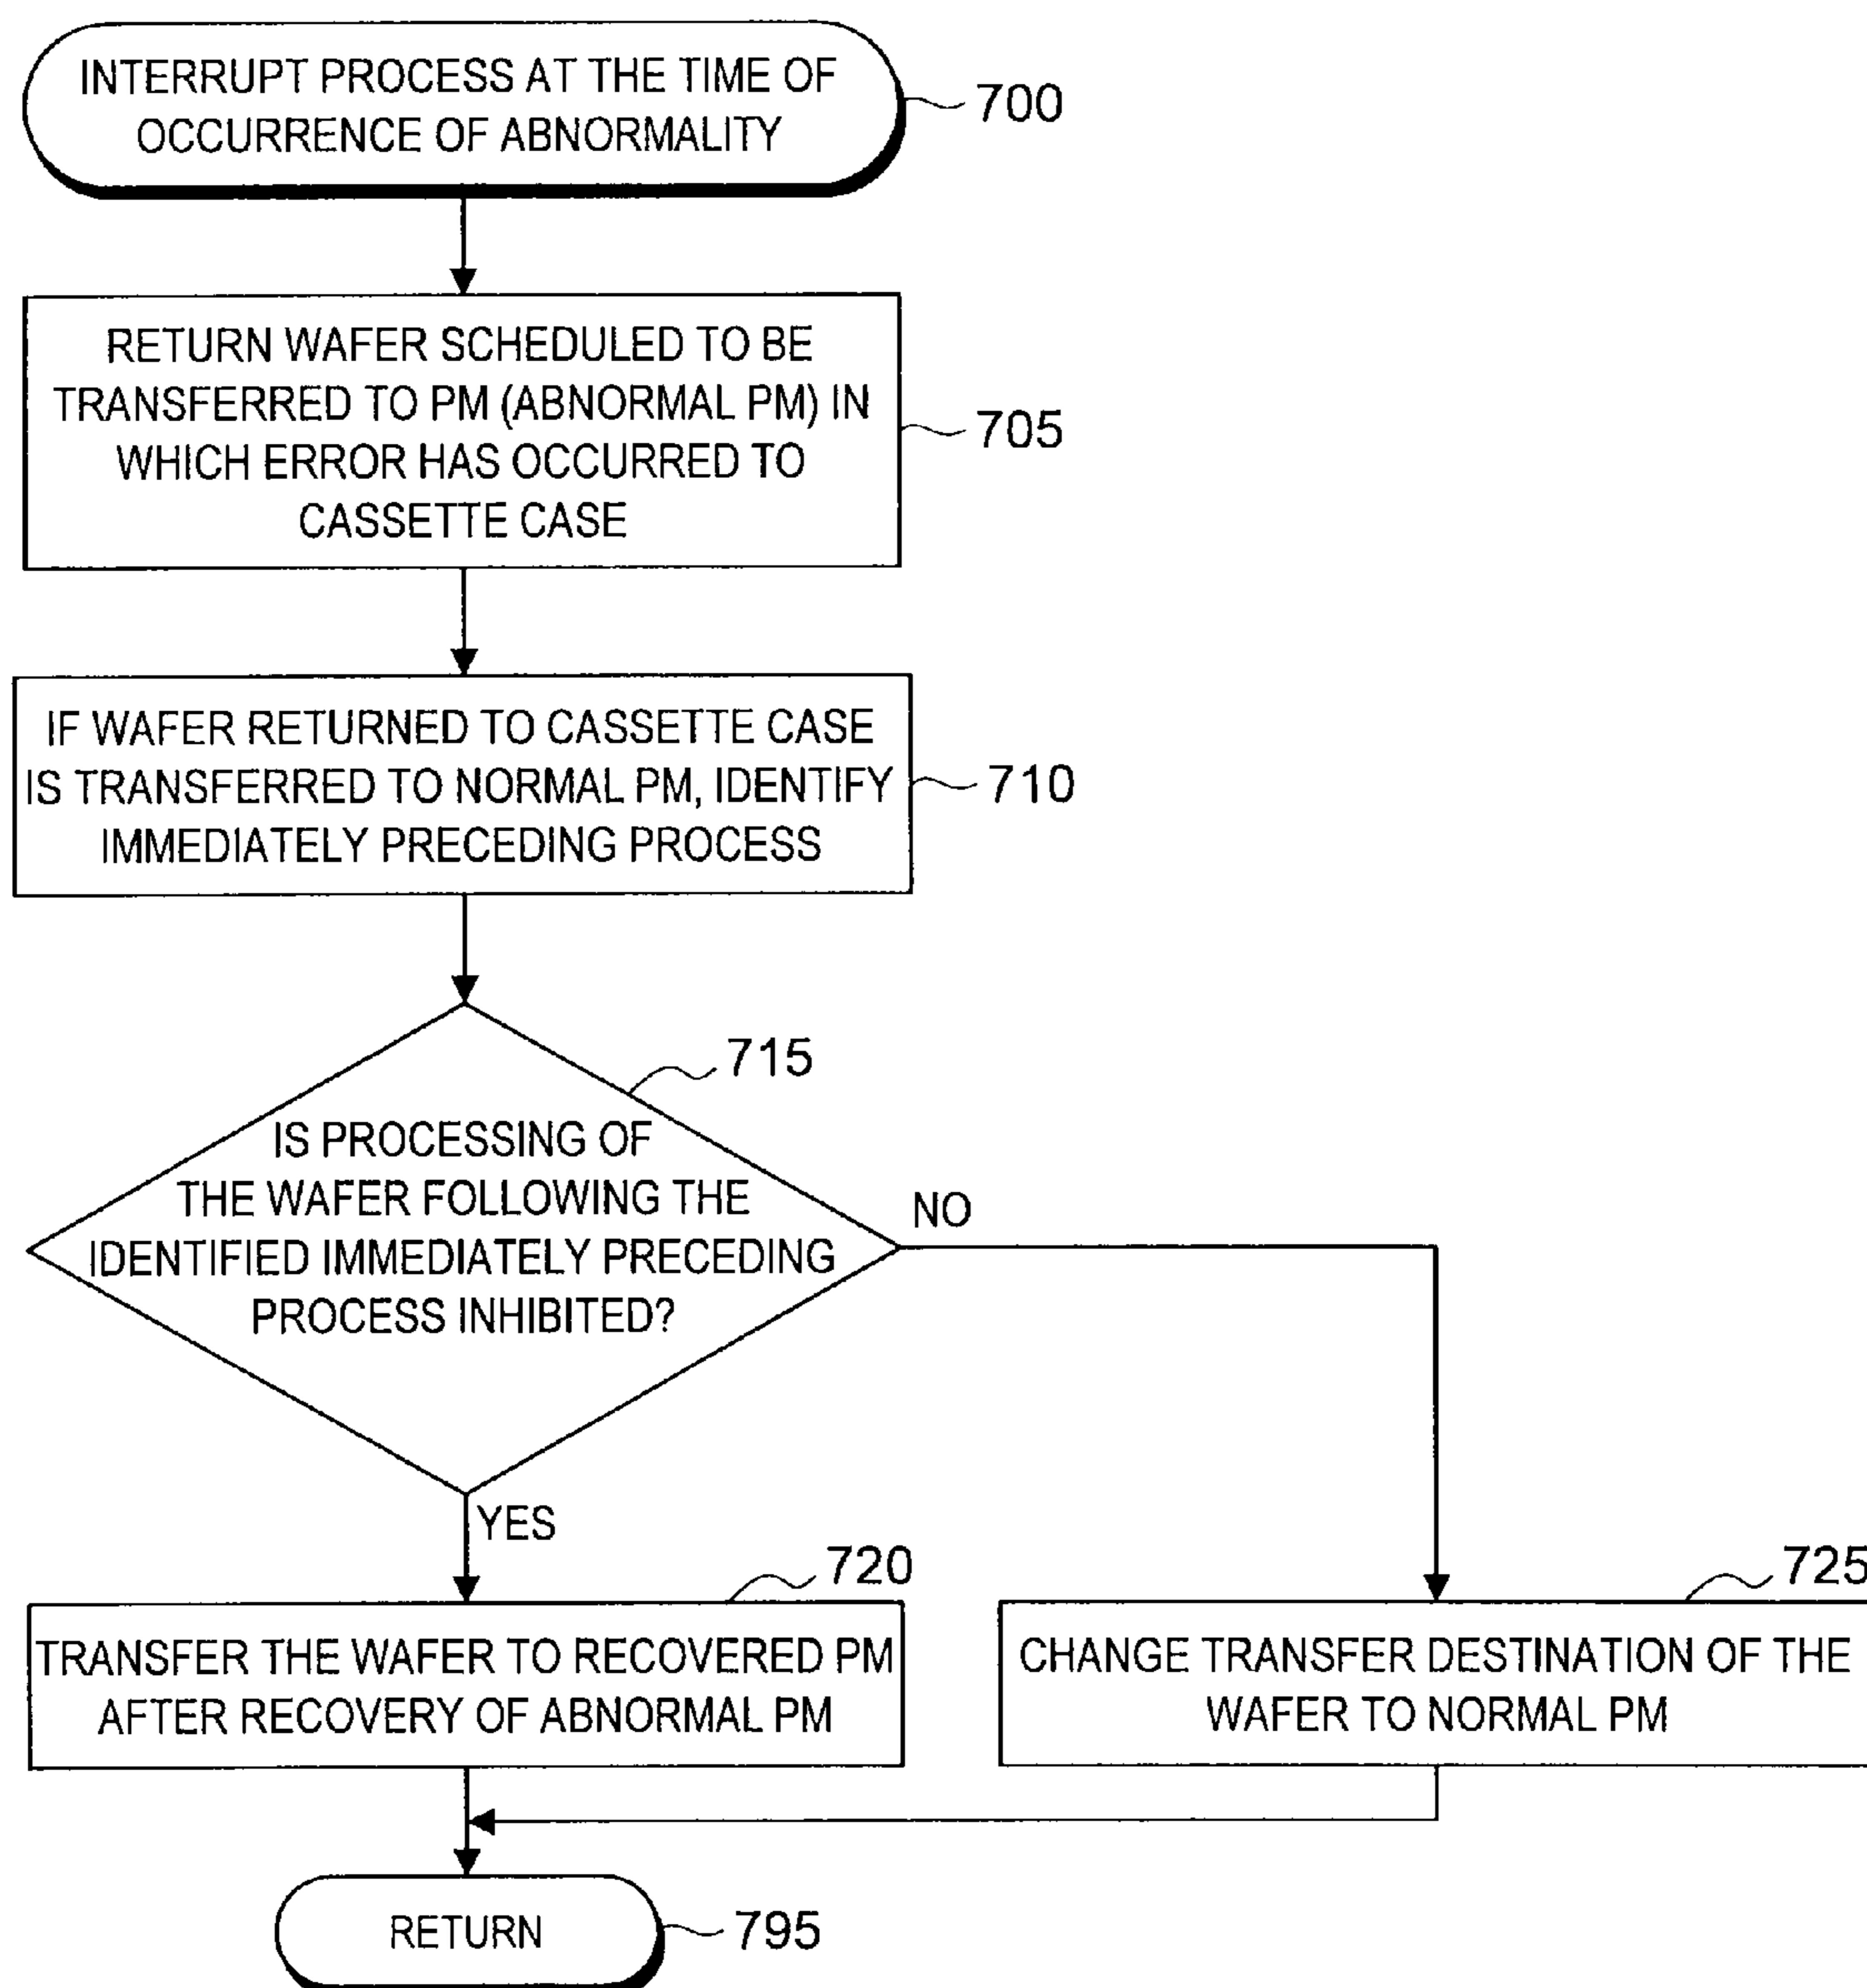 INTERRUPT PROCESS AT THE TIME OF
OCCURRENCE OF ABNORMALITY
700
RETURN WAFER SCHEDULED TO BE
TRANSFERRED TO PM (ABNORMAL PM) IN
WHICH ERROR HAS OCCURRED TO
CASSETTE CASE
705
IF WAFER RETURNED TO CASSETTE CASE
IS TRANSFERRED TO NORMAL PM, IDENTIFY
IMMEDIATELY PRECEDING PROCESS
710
715
IS PROCESSING OF
THE WAFER FOLLOWING THE
IDENTIFIED IMMEDIATELY PRECEDING
PROCESS INHIBITED?
NO
YES
720
TRANSFER THE WAFER TO RECOVERED PM
AFTER RECOVERY OF ABNORMAL PM
725
CHANGE TRANSFER DESTINATION OF THE
WAFER TO NORMAL PM
RETURN
795